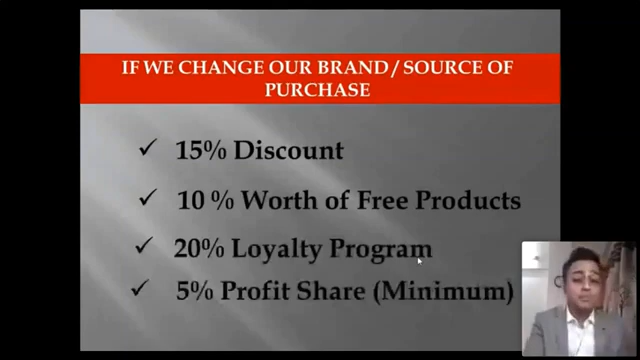 IF WE CHANGE OUR BRAND / SOURCE OF
PURCHASE
15% Discount
10 % Worth of Free Products
20% Loyalty Program
5% Profit Share (Minimum)